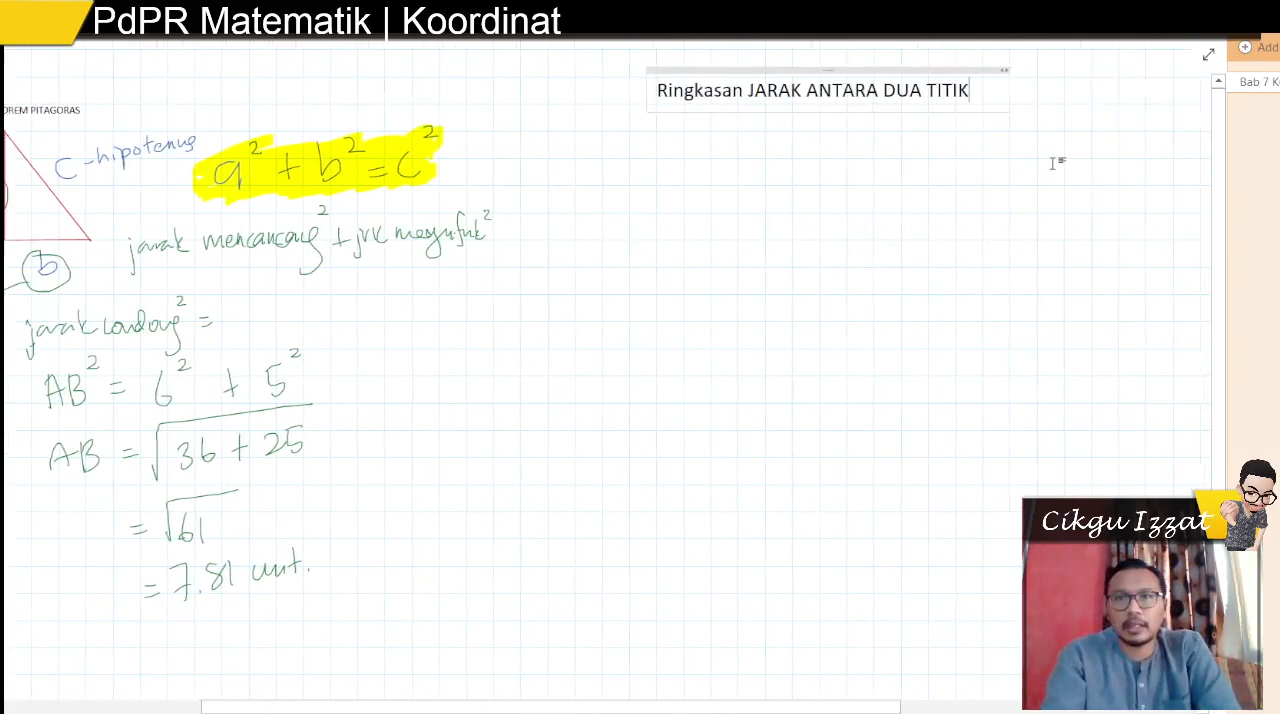 PdPR Matematik | Koordinat
Add
Bab 7 K
OREM PITAGORAS
Ringkasan JARAK ANTARA DUA TITIK
C - hipotenus
a² + b² = c²
jarak mencancang² + jrk mengufuk²
b
jarak condong² =
AB² = 6² + 5²
AB = √36 + 25
= √61
= 7.81 unt.
Cikgu Izzat